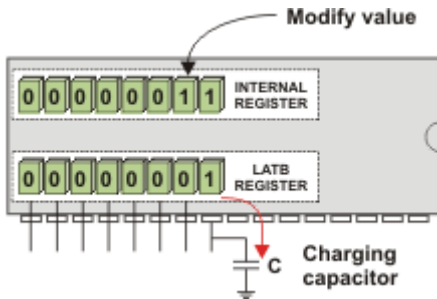 Modify value
0 0 0 0 0 0 1 1
INTERNAL
REGISTER
0 0 0 0 0 0 0 1
LATB
REGISTER
C
Charging
capacitor